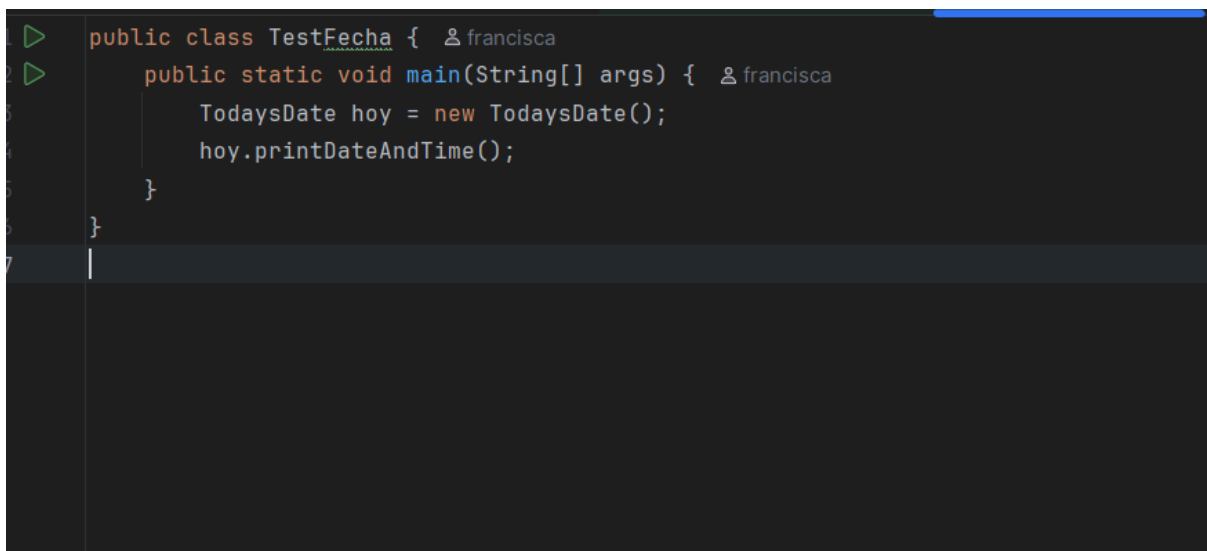 1 public class TestFecha { francisca
2 public static void main(String[] args) { francisca
3 TodaysDate hoy = new TodaysDate();
4 hoy.printDateAndTime();
5 }
6 }
7